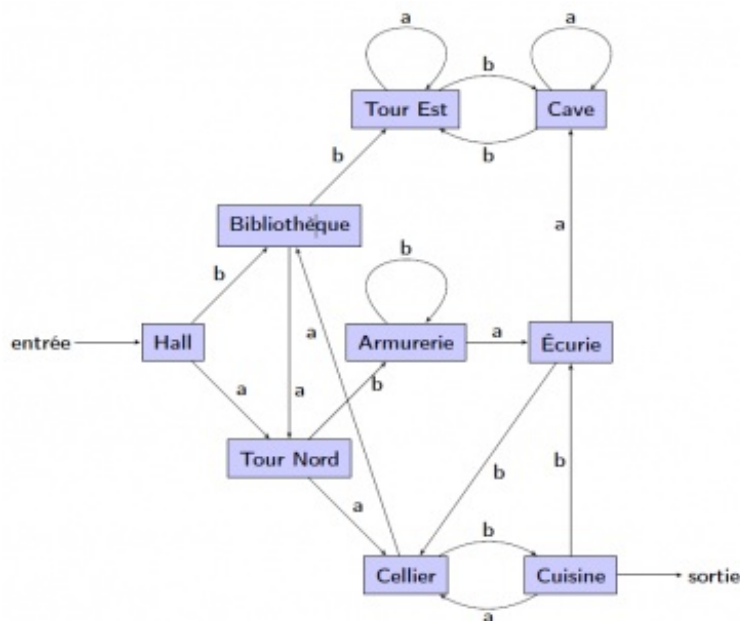 a
a
b
Tour Est
Cave
b
b
Bibliothèque
a
b
b
entrée
Hall
Armurerie
a
Écurie
a
a
a
b
Tour Nord
b
b
a
b
Cellier
Cuisine
sortie
a